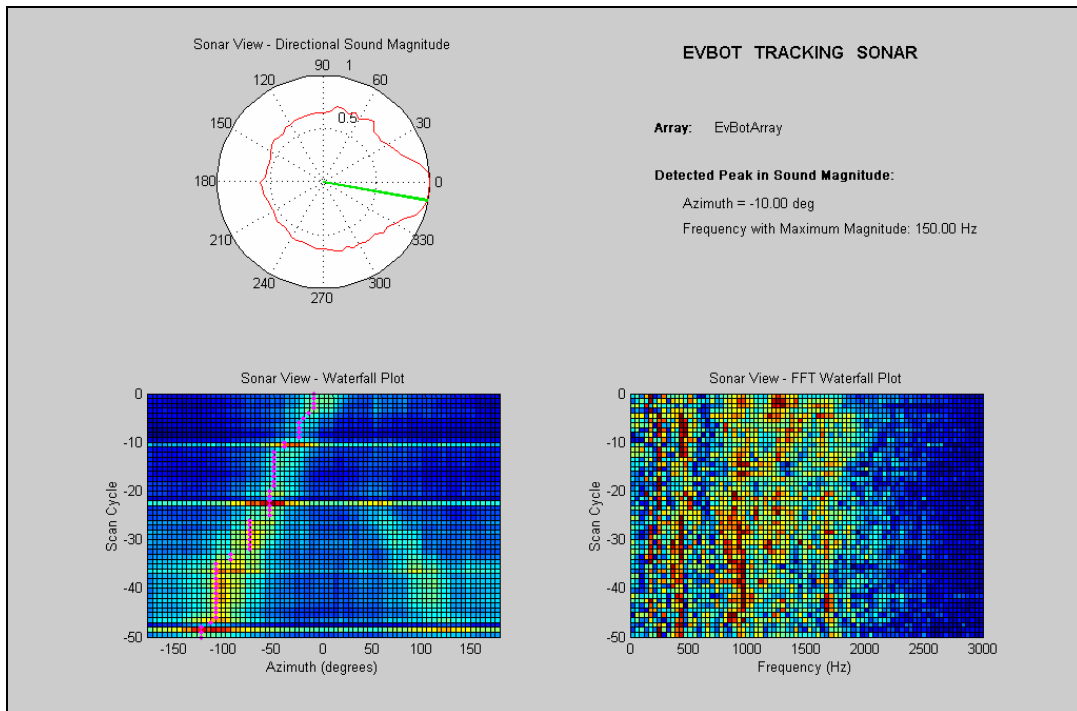 Sonar View - Directional Sound Magnitude
90 1
120 60
0.5
150 30
180 0
210 330
240 300
270
EVBOT TRACKING SONAR
Array: EvBotArray
Detected Peak in Sound Magnitude:
Azimuth = -10.00 deg
Frequency with Maximum Magnitude: 150.00 Hz
Sonar View - Waterfall Plot
0
-10
-20
-30
-40
-50
Scan Cycle
-150 -100 -50 0 50 100 150
Azimuth (degrees)
Sonar View - FFT Waterfall Plot
0
-10
-20
-30
-40
-50
Scan Cycle
0 500 1000 1500 2000 2500 3000
Frequency (Hz)